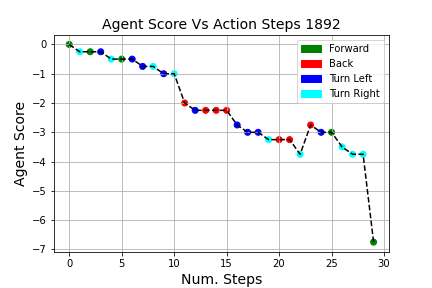 Agent Score Vs Action Steps 1892
Forward
Back
Turn Left
Turn Right
Agent Score
0
−1
−2
−3
−4
−5
−6
−7
0 5 10 15 20 25 30
Num. Steps